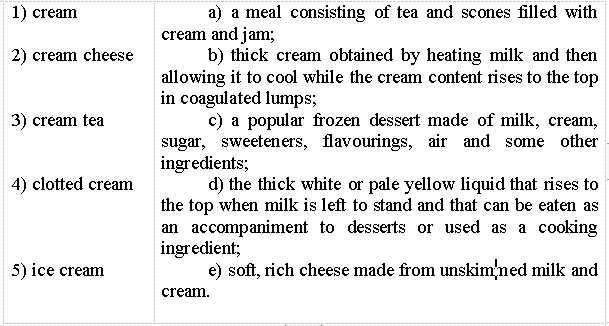 1) cream
a) a meal consisting of tea and scones filled with
cream and jam;
2) cream cheese
b) thick cream obtained by heating milk and then
allowing it to cool while the cream content rises to the top
in coagulated lumps;
3) cream tea
c) a popular frozen dessert made of milk, cream,
sugar, sweeteners, flavourings, air and some other
ingredients;
4) clotted cream
d) the thick white or pale yellow liquid that rises to
the top when milk is left to stand and that can be eaten as
an accompaniment to desserts or used as a cooking
ingredient;
5) ice cream
e) soft, rich cheese made from unskimmed milk and
cream.